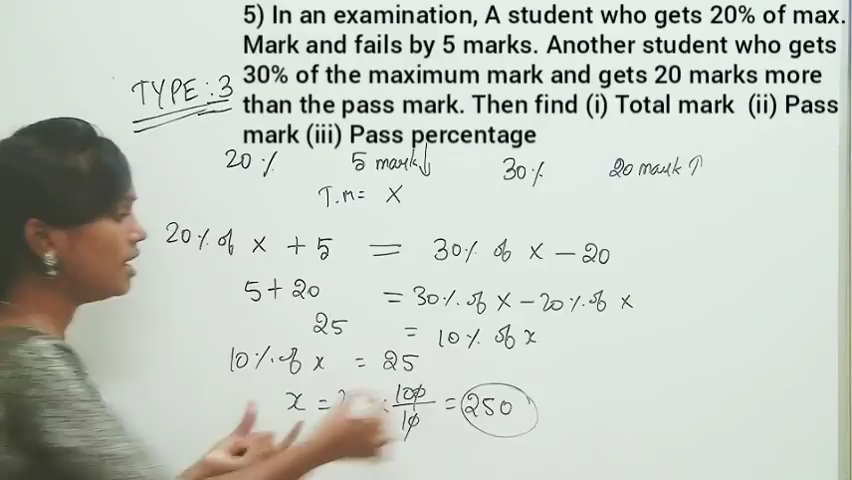 5) In an examination, A student who gets 20% of max.
Mark and fails by 5 marks. Another student who gets
30% of the maximum mark and gets 20 marks more
than the pass mark. Then find (i) Total mark (ii) Pass
mark (iii) Pass percentage
TYPE:3
20% 5 mark↓ 30% 20 mark↑
T.m= X
20% of x + 5 = 30% of x - 20
5 + 20 = 30% of x - 20% of x
25 = 10% of x
10% of x = 25
x = 100/10 = 250